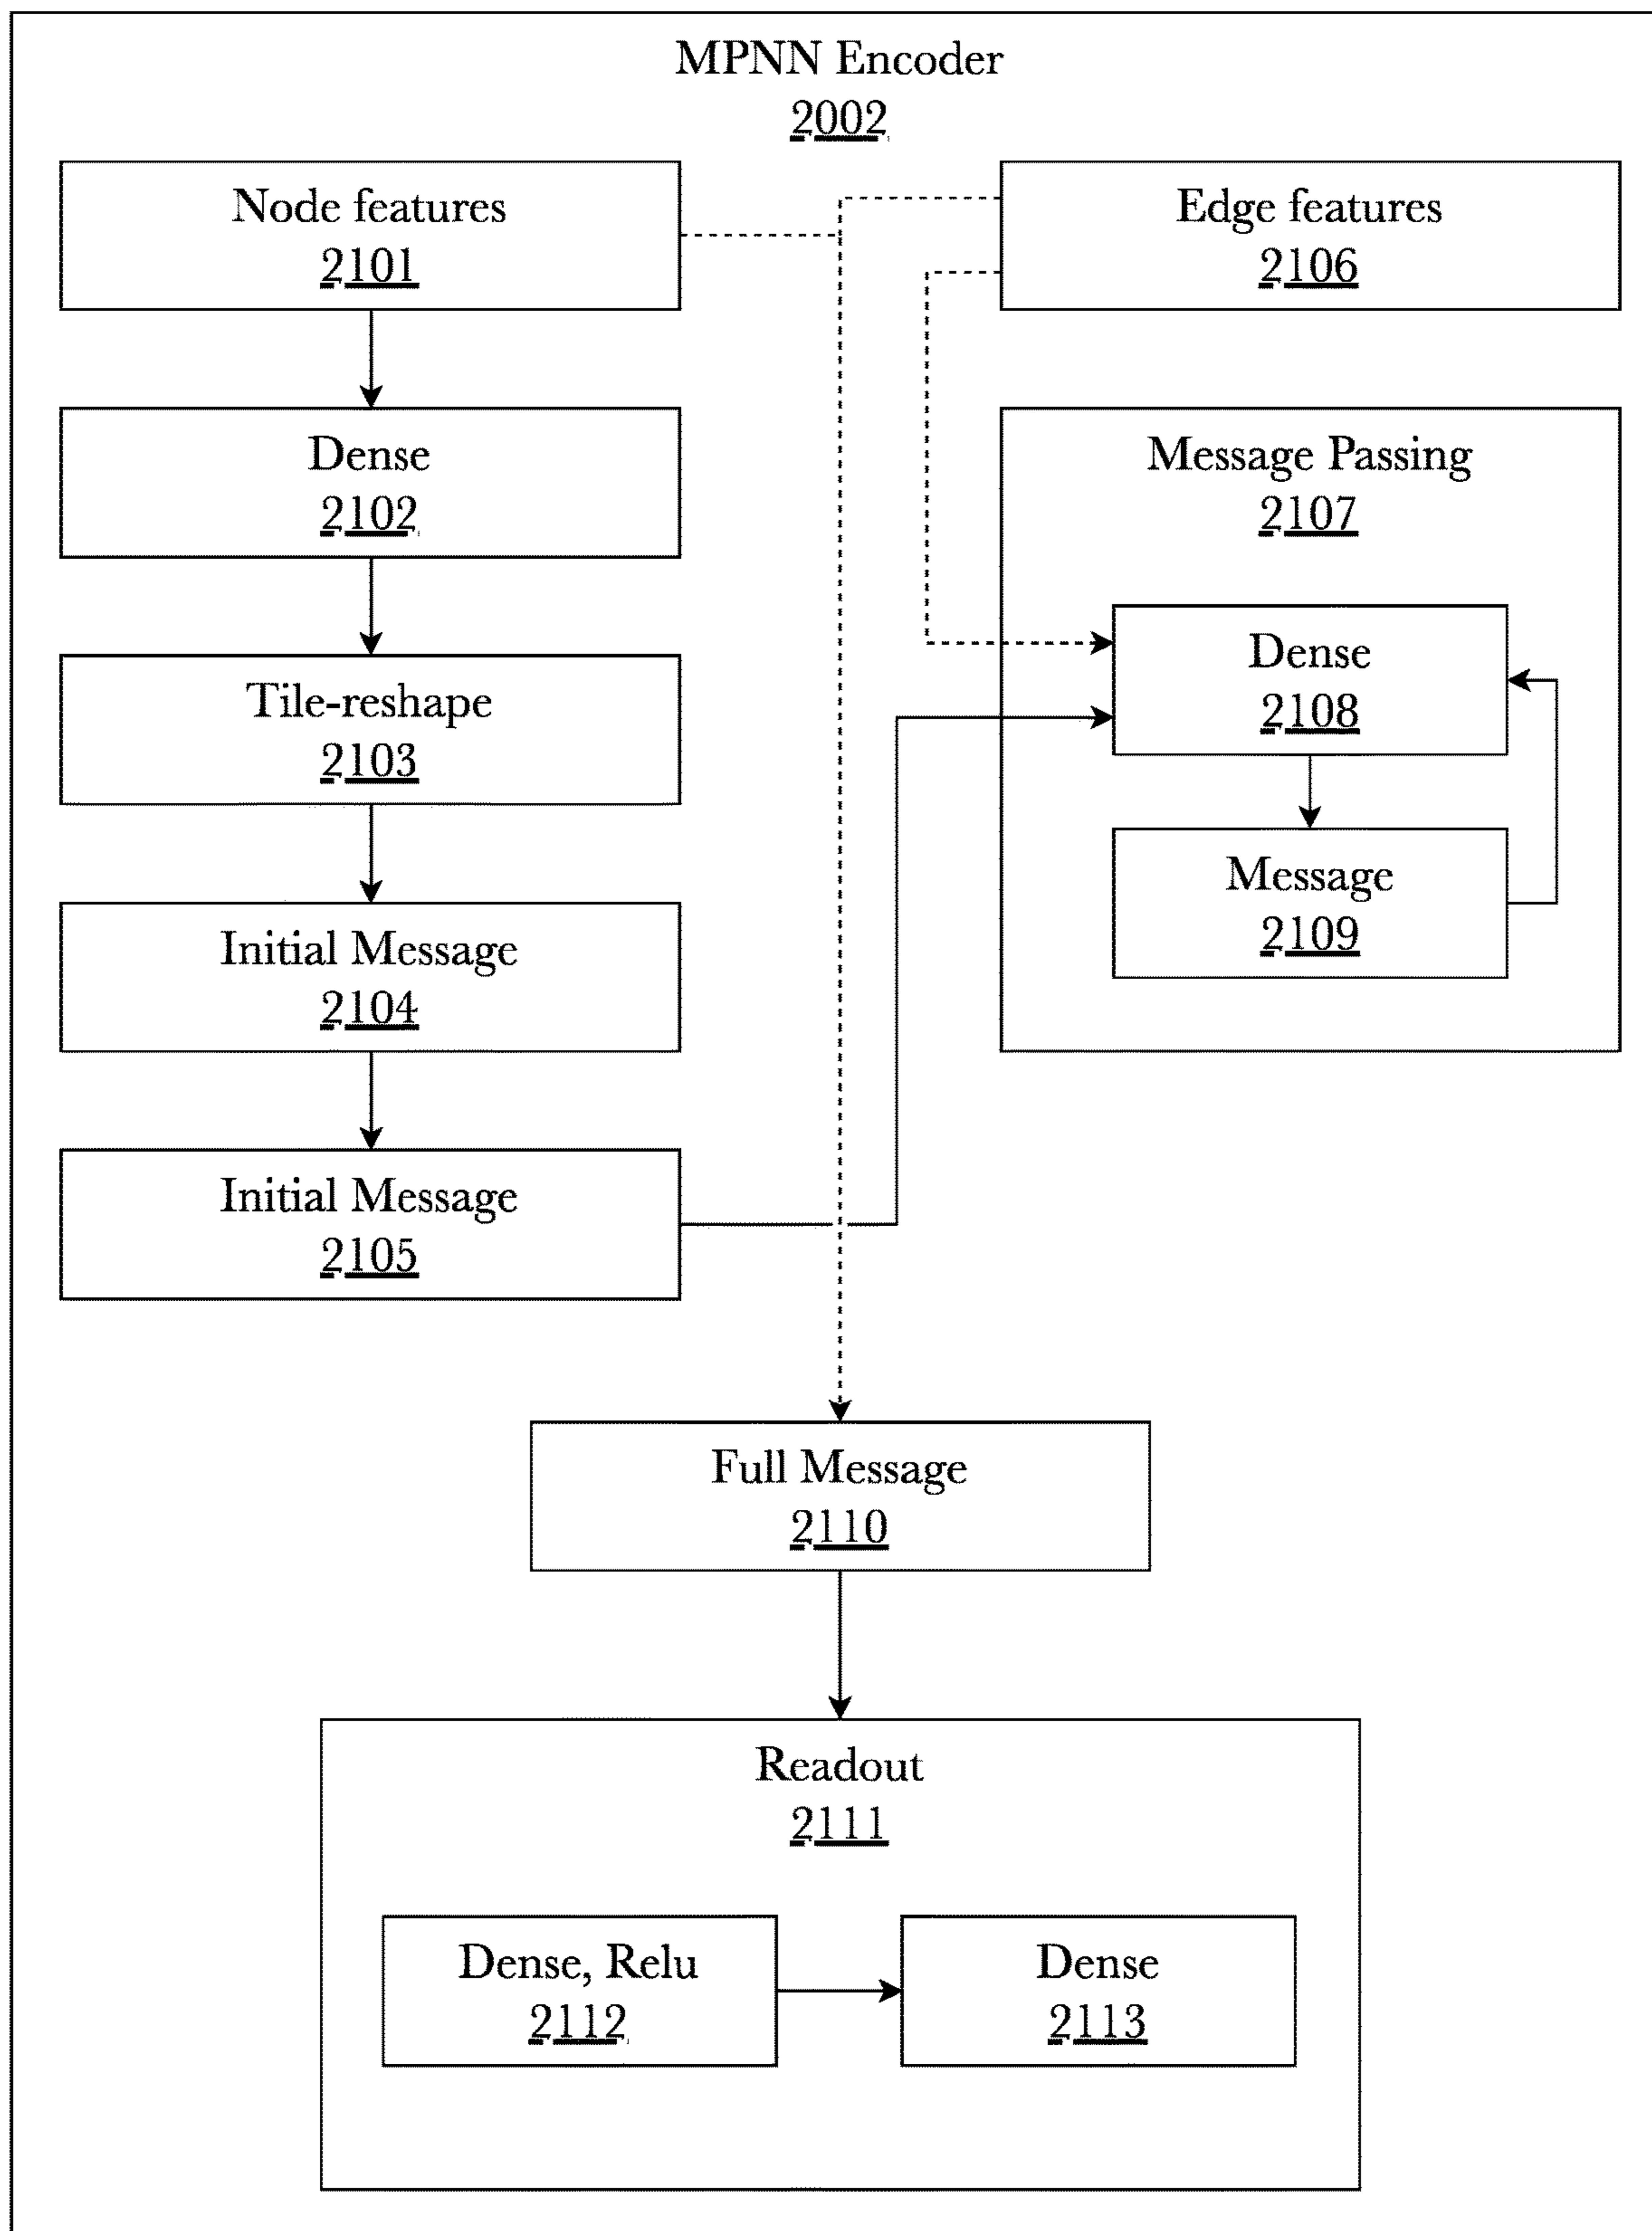 MPNN Encoder
2002
Node features
2101
Edge features
2106
Dense
2102
Message Passing
2107
Tile-reshape
2103
Dense
2108
Initial Message
2104
Message
2109
Initial Message
2105
Full Message
2110
Readout
2111
Dense, Relu
2112
Dense
2113